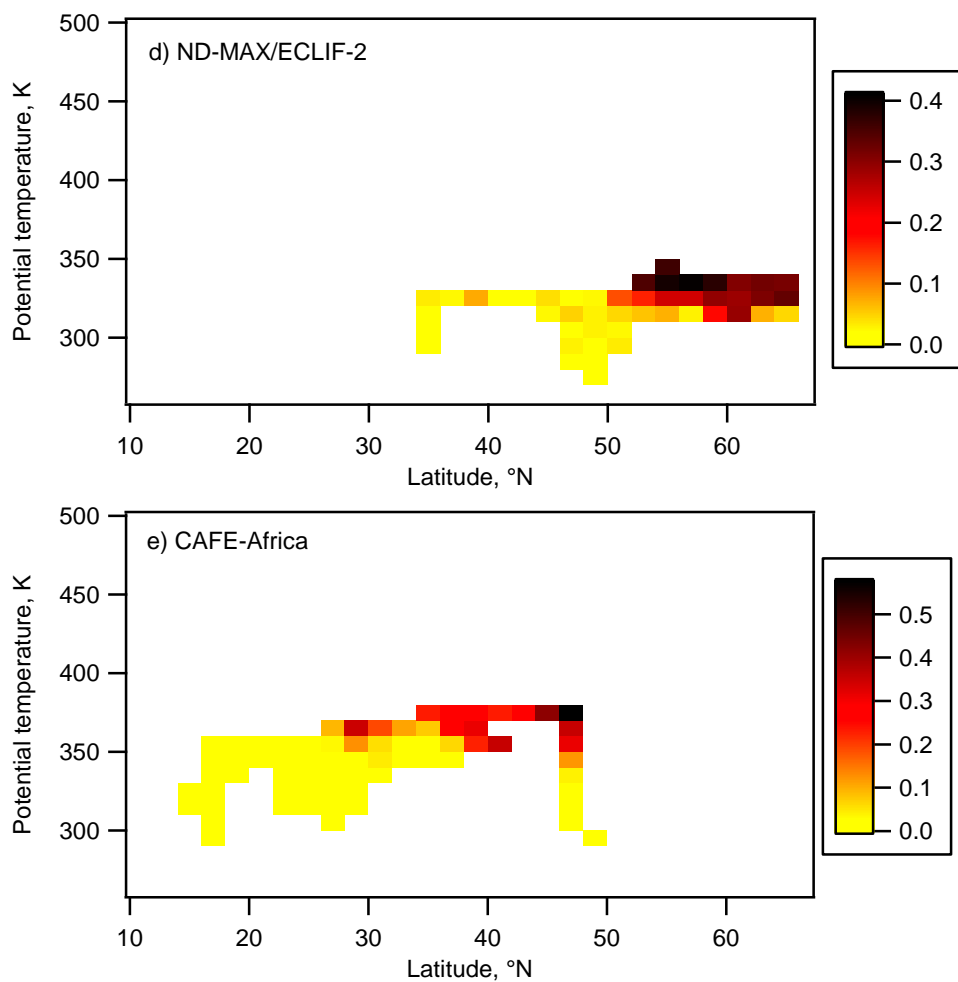 500
d) ND-MAX/ECLIF-2
450
400
350
300
Potential temperature, K
0.4
0.3
0.2
0.1
0.0
10 20 30 40 50 60
Latitude, °N
500
e) CAFE-Africa
450
400
350
300
Potential temperature, K
0.5
0.4
0.3
0.2
0.1
0.0
10 20 30 40 50 60
Latitude, °N